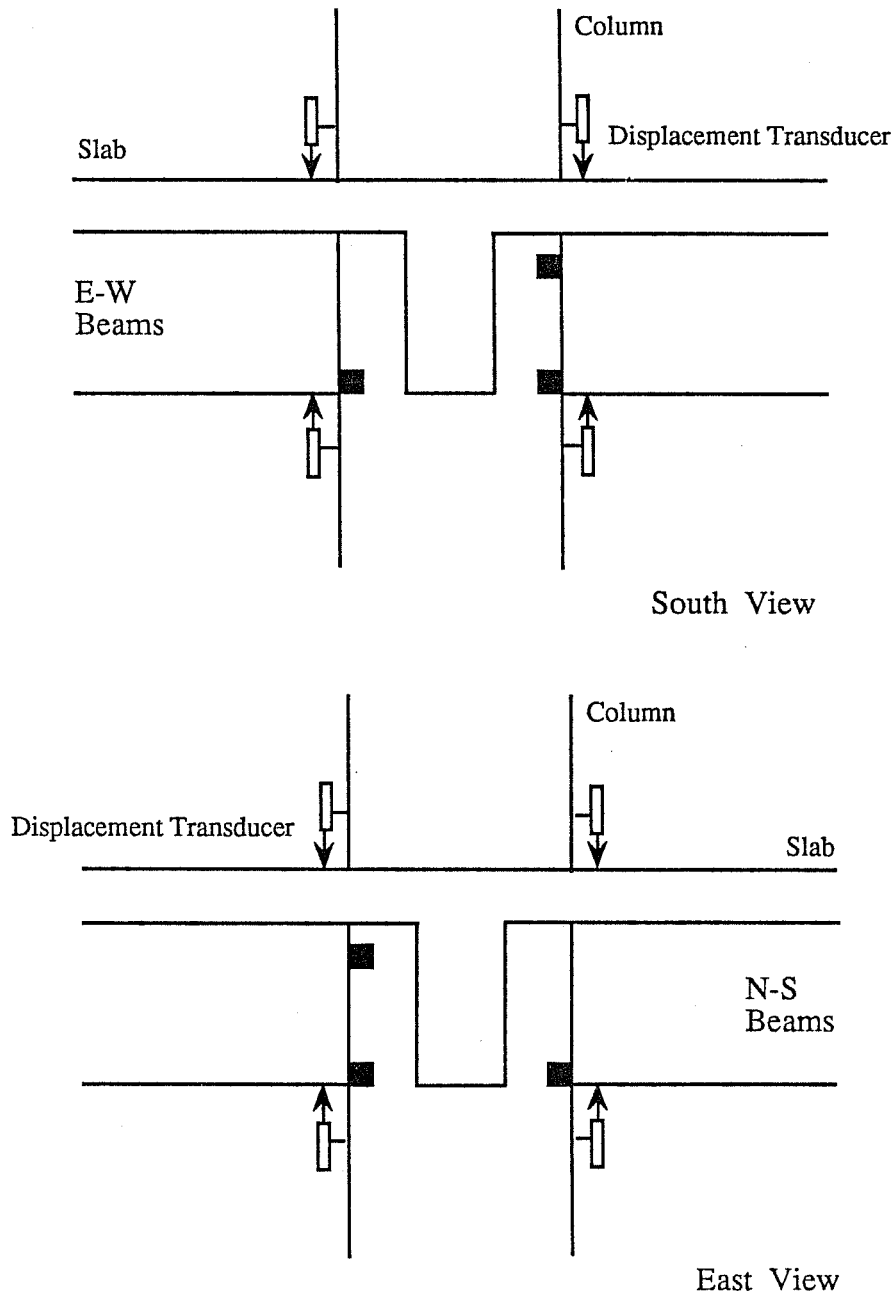 Column
Displacement Transducer
Slab
E-W
Beams
South View
Column
Displacement Transducer
Slab
N-S
Beams
East View